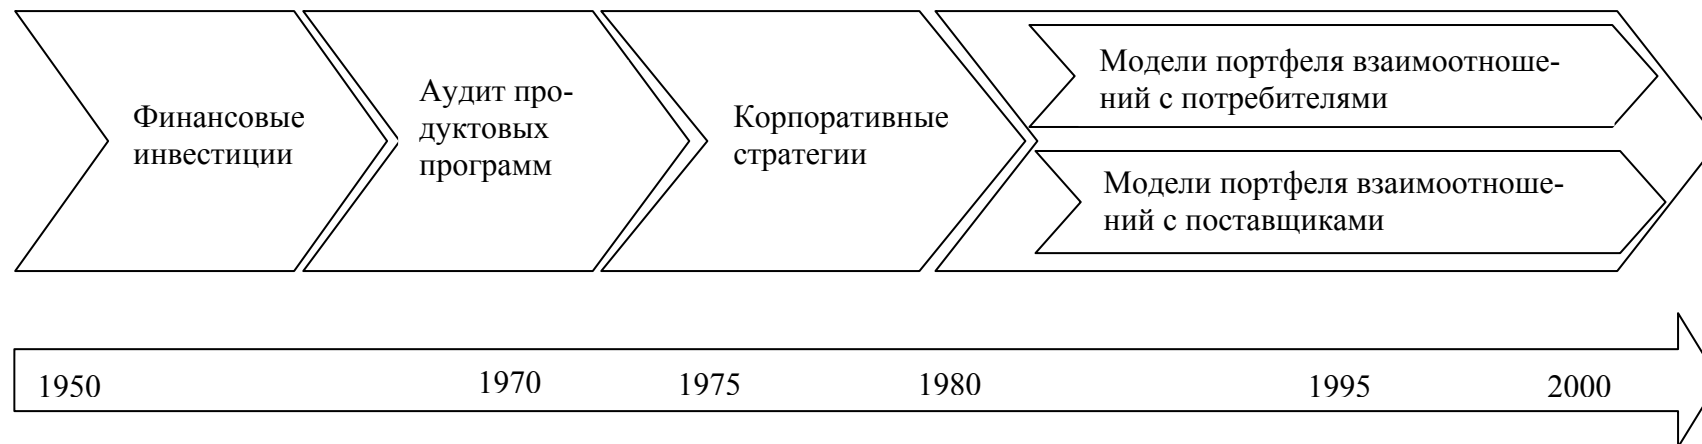 Финансовые
инвестиции
Аудит про-
дуктовых
программ
Корпоративные
стратегии
Модели портфеля взаимоотноше-
ний с потребителями
Модели портфеля взаимоотноше-
ний с поставщиками
1950
1970
1975
1980
1995
2000